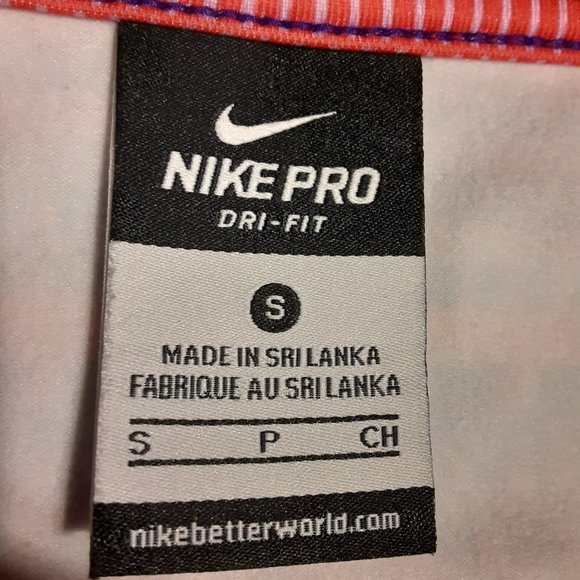 NIKE PRO
DRI-FIT
S
MADE IN SRI LANKA
FABRIQUE AU SRI LANKA
S P CH
nikebetterworld.com